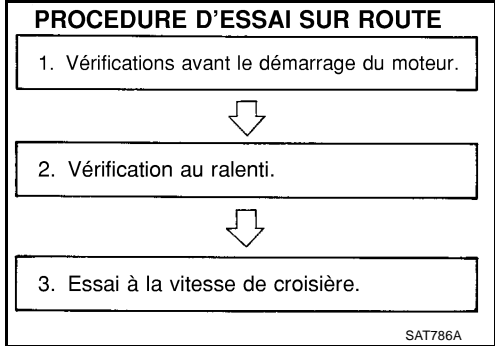 PROCEDURE D'ESSAI SUR ROUTE
1. Vérifications avant le démarrage du moteur.
2. Vérification au ralenti.
3. Essai à la vitesse de croisière.
SAT786A